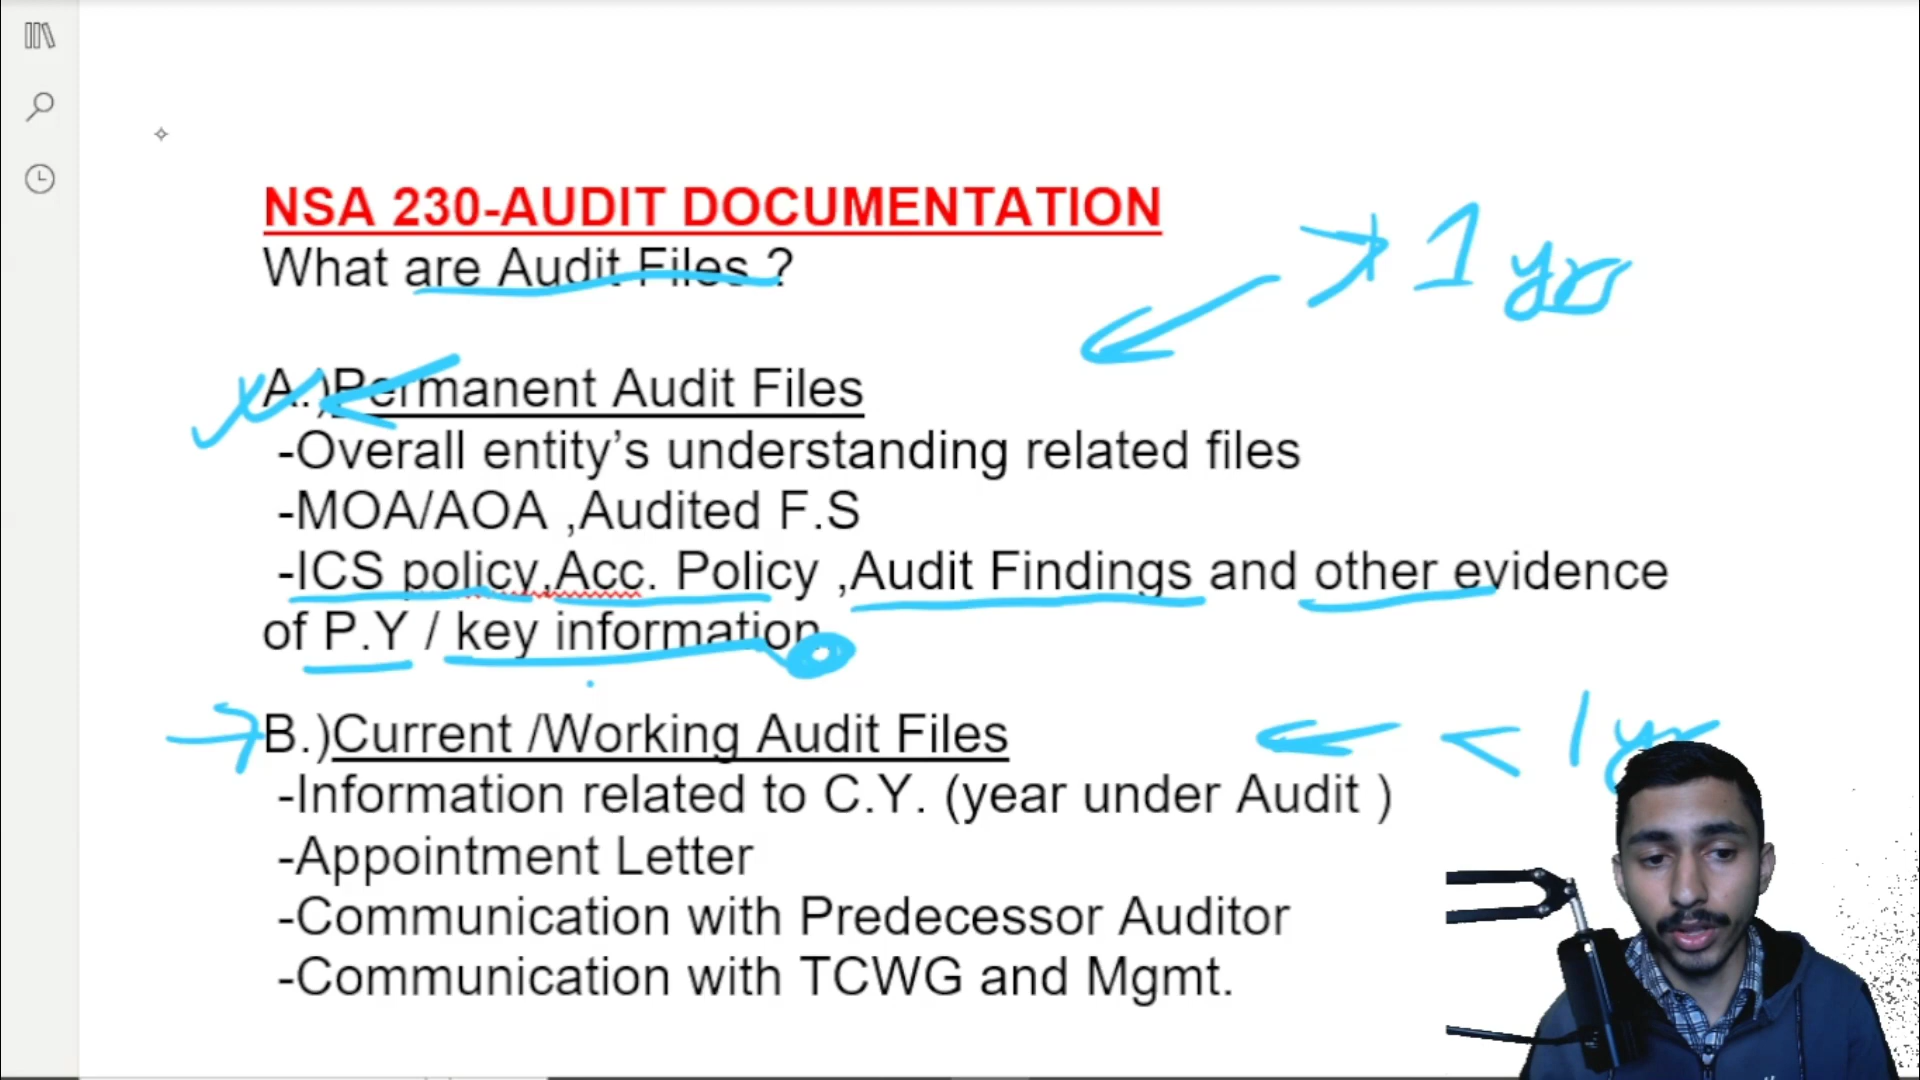 NSA 230-AUDIT DOCUMENTATION
What are Audit Files ?
> 1 yrs
A.)Permanent Audit Files
-Overall entity’s understanding related files
-MOA/AOA ,Audited F.S
-ICS policy,Acc. Policy ,Audit Findings and other evidence
of P.Y / key information
B.)Current /Working Audit Files
< 1 yr
-Information related to C.Y. (year under Audit )
-Appointment Letter
-Communication with Predecessor Auditor
-Communication with TCWG and Mgmt.